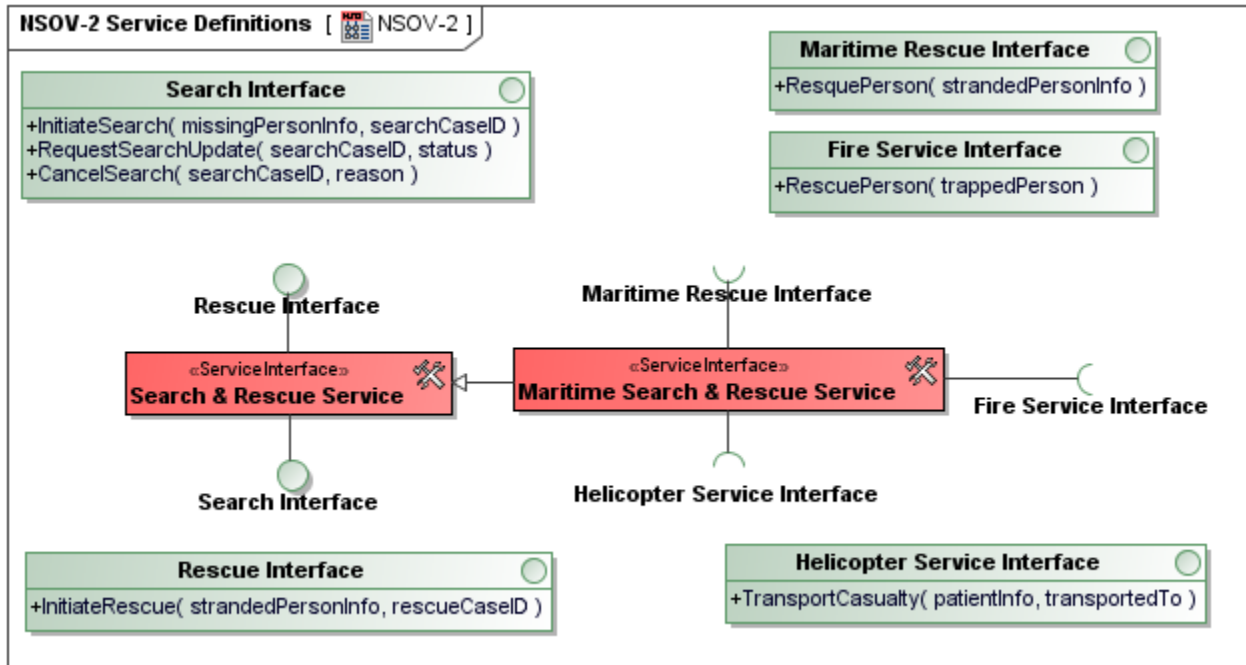 NSOV-2 Service Definitions [ NSOV-2 ]
Maritime Rescue Interface
+ResquePerson( strandedPersonInfo )
Search Interface
+InitiateSearch( missingPersonInfo, searchCaseID )
+RequestSearchUpdate( searchCaseID, status )
+CancelSearch( searchCaseID, reason )
Fire Service Interface
+RescuePerson( trappedPerson )
Rescue Interface
Maritime Rescue Interface
«ServiceInterface»
Search & Rescue Service
«ServiceInterface»
Maritime Search & Rescue Service
Fire Service Interface
Search Interface
Helicopter Service Interface
Rescue Interface
+InitiateRescue( strandedPersonInfo, rescueCaseID )
Helicopter Service Interface
+TransportCasualty( patientInfo, transportedTo )